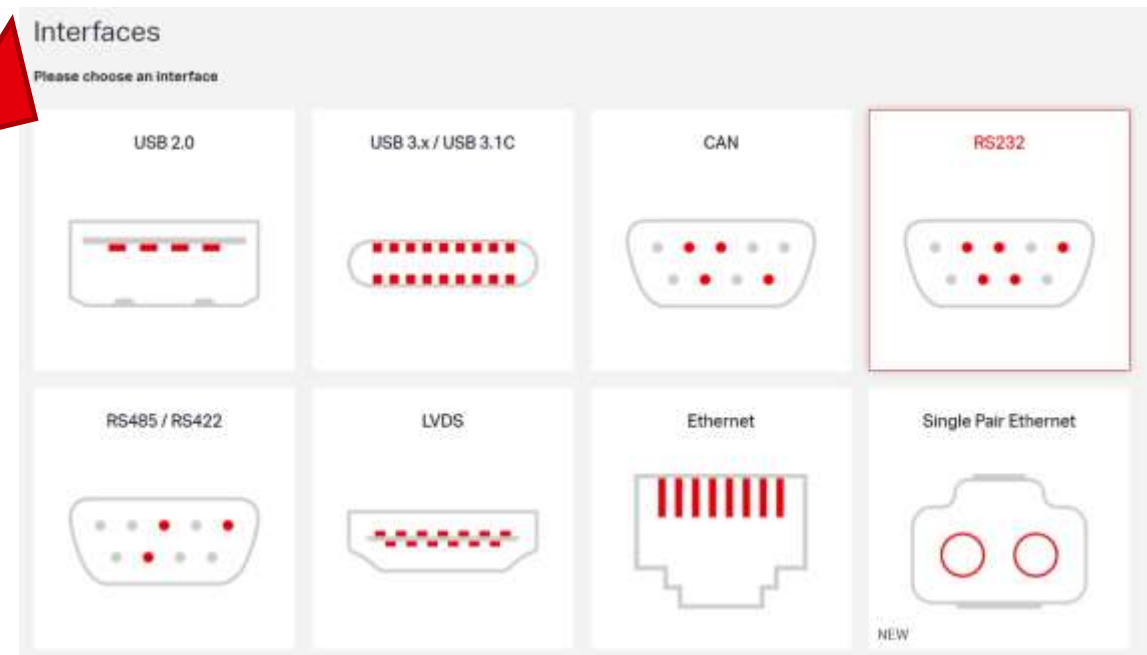 Interfaces
Please choose an interface
USB 2.0
USB 3.x / USB 3.1C
CAN
RS232
RS485 / RS422
LVDS
Ethernet
Single Pair Ethernet
NEW